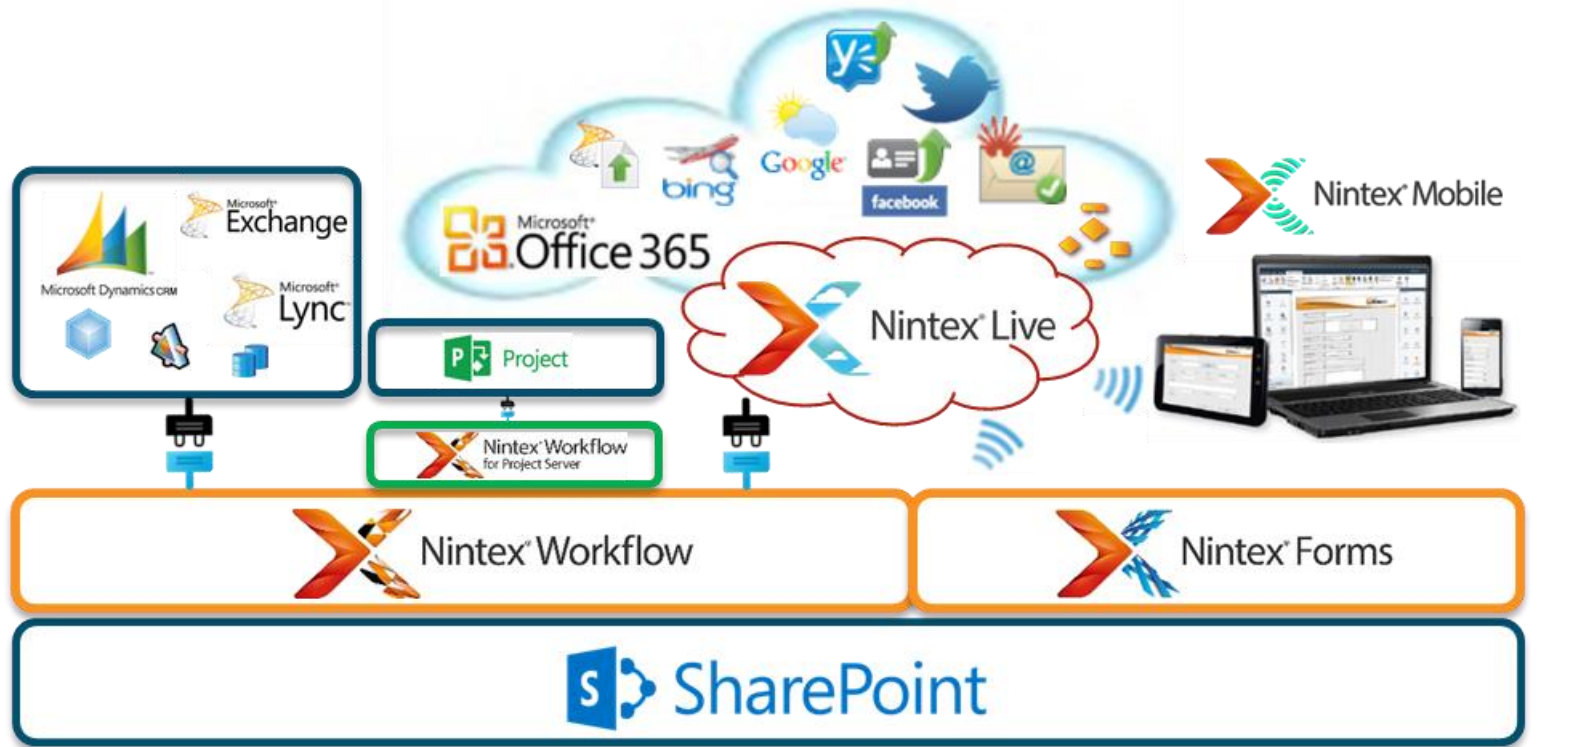 y
bing
Google
facebook
@
Microsoft®
Office 365
Microsoft®
Exchange
Microsoft Dynamics CRM
Microsoft®
Lync
Nintex® Mobile
Nintex® Live
P
Project
Nintex® Workflow
for Project Server
Nintex® Workflow
Nintex® Forms
S
SharePoint